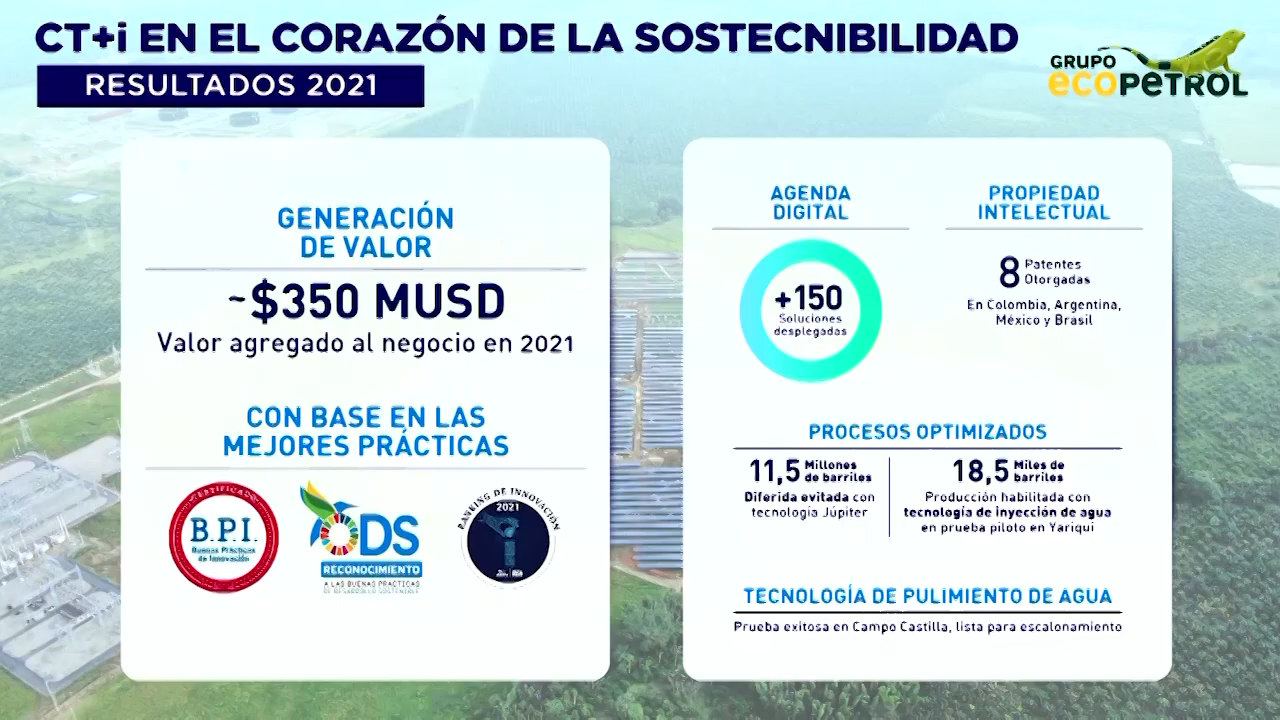 CT+i EN EL CORAZÓN DE LA SOSTECNIBILIDAD
RESULTADOS 2021
GRUPO
ecopetrol
GENERACIÓN
DE VALOR
~$350 MUSD
Valor agregado al negocio en 2021
CON BASE EN LAS
MEJORES PRÁCTICAS
CERTIFICADO
B.P.I.
Buenas Prácticas
de Innovación
ODS
RECONOCIMIENTO
A LAS BUENAS PRÁCTICAS
DE DESARROLLO SOSTENIBLE
RANKING DE INNOVACIÓN
2021
AGENDA
DIGITAL
+150
Soluciones
desplegadas
PROPIEDAD
INTELECTUAL
8 Patentes
Otorgadas
En Colombia, Argentina,
México y Brasil
PROCESOS OPTIMIZADOS
11,5 Millones
de barriles
Diferida evitada con
tecnología Júpiter
18,5 Miles de
barriles
Producción habilitada con
tecnología de inyección de agua
en prueba piloto en Yariquí
TECNOLOGÍA DE PULIMIENTO DE AGUA
Prueba exitosa en Campo Castilla, lista para escalonamiento